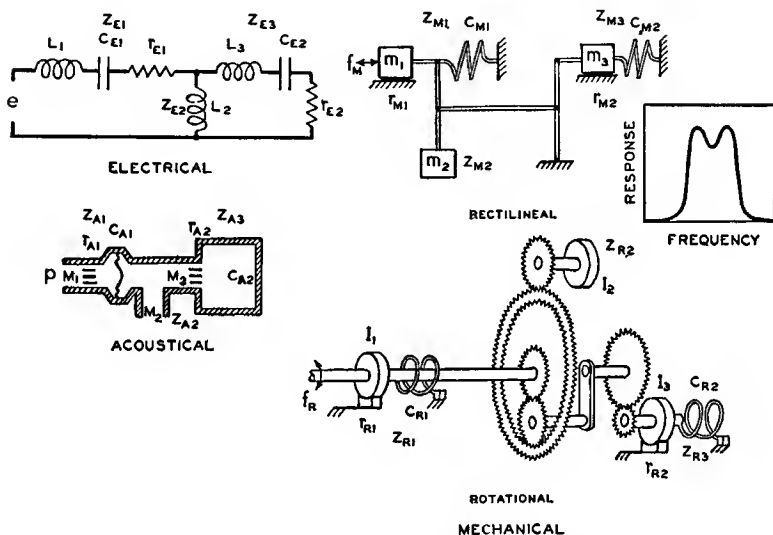 Z_E1
L_1 C_E1 r_E1
Z_E3
L_3 C_E2
e
Z_E2 L_2
r_E2
ELECTRICAL
Z_M1 C_M1
f_M m_1
r_M1
m_2 Z_M2
Z_M3 C_M2
m_3
r_M2
RECTILINEAL
RESPONSE
FREQUENCY
Z_A1 C_A1
r_A1
r_A2 Z_A3
p M_1
M_3 C_A2
M_2 Z_A2
ACOUSTICAL
Z_R2
I_2
I_1
f_R
r_R1
C_R1
Z_R1
I_3 C_R2
r_R2
Z_R3
ROTATIONAL
MECHANICAL